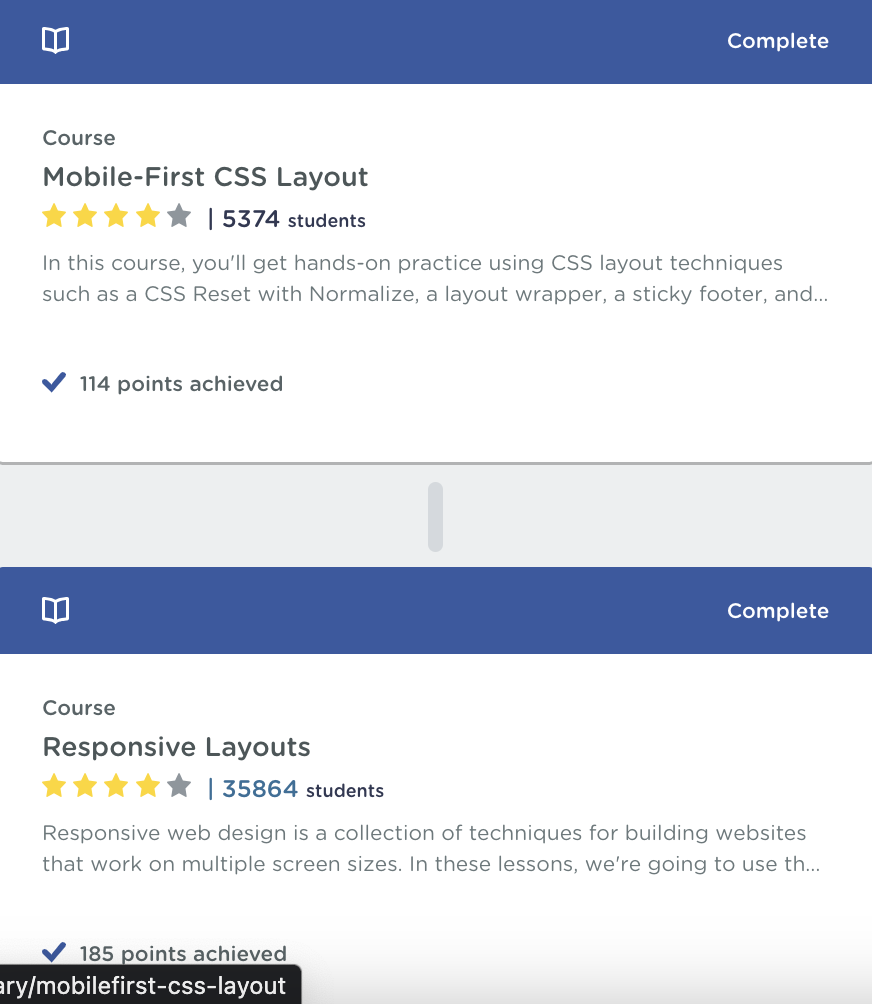 Complete
Course
Mobile-First CSS Layout
| 5374 students
In this course, you'll get hands-on practice using CSS layout techniques
such as a CSS Reset with Normalize, a layout wrapper, a sticky footer, and...
114 points achieved
Complete
Course
Responsive Layouts
| 35864 students
Responsive web design is a collection of techniques for building websites
that work on multiple screen sizes. In these lessons, we're going to use th...
185 points achieved
ary/mobilefirst-css-layout